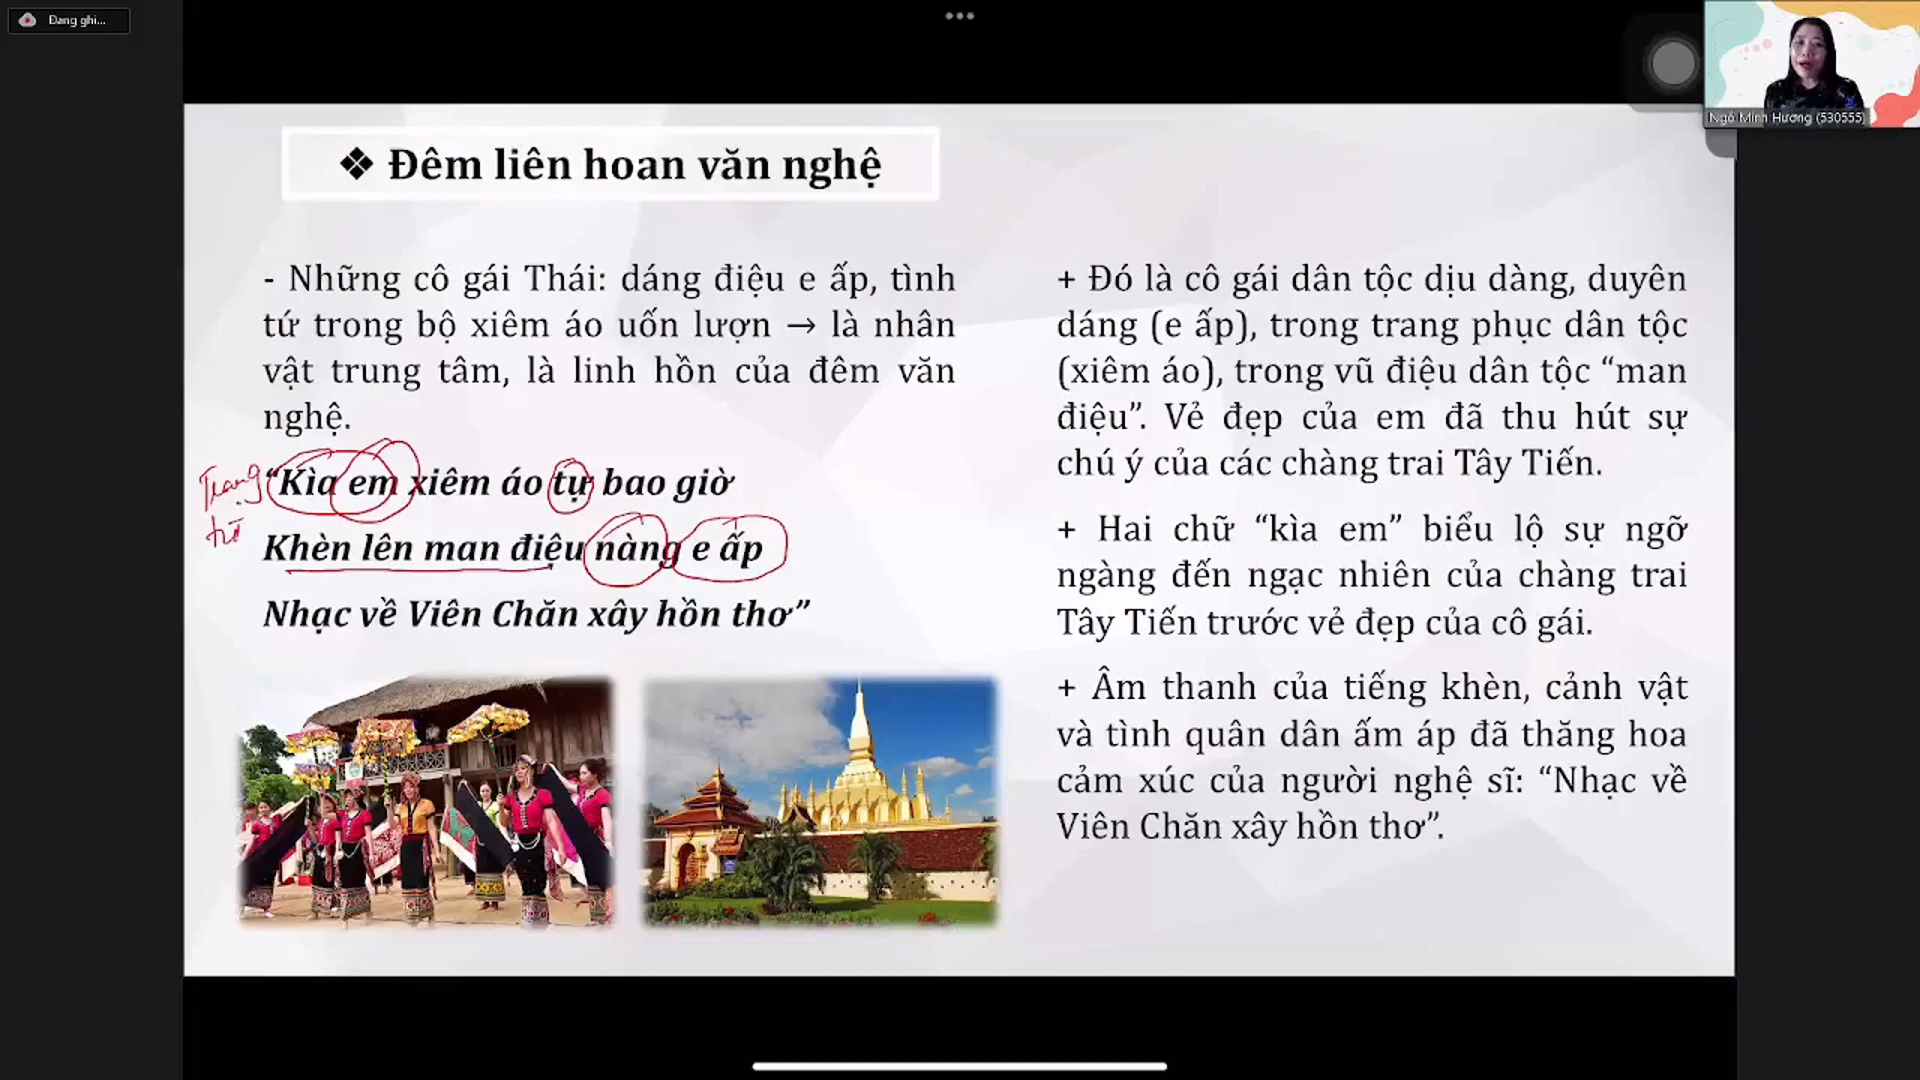 Đang ghi...
Ngô Minh Hương (530555)
❖ Đêm liên hoan văn nghệ
- Những cô gái Thái: dáng điệu e ấp, tình
tứ trong bộ xiêm áo uốn lượn → là nhân
vật trung tâm, là linh hồn của đêm văn
nghệ.
Trang
“Kìa em xiêm áo tự bao giờ
Khèn lên man điệu nàng e ấp
Nhạc về Viên Chăn xây hồn thơ”
+ Đó là cô gái dân tộc dịu dàng, duyên
dáng (e ấp), trong trang phục dân tộc
(xiêm áo), trong vũ điệu dân tộc “man
điệu”. Vẻ đẹp của em đã thu hút sự
chú ý của các chàng trai Tây Tiến.
+ Hai chữ “kìa em” biểu lộ sự ngỡ
ngàng đến ngạc nhiên của chàng trai
Tây Tiến trước vẻ đẹp của cô gái.
+ Âm thanh của tiếng khèn, cảnh vật
và tình quân dân ấm áp đã thăng hoa
cảm xúc của người nghệ sĩ: “Nhạc về
Viên Chăn xây hồn thơ”.